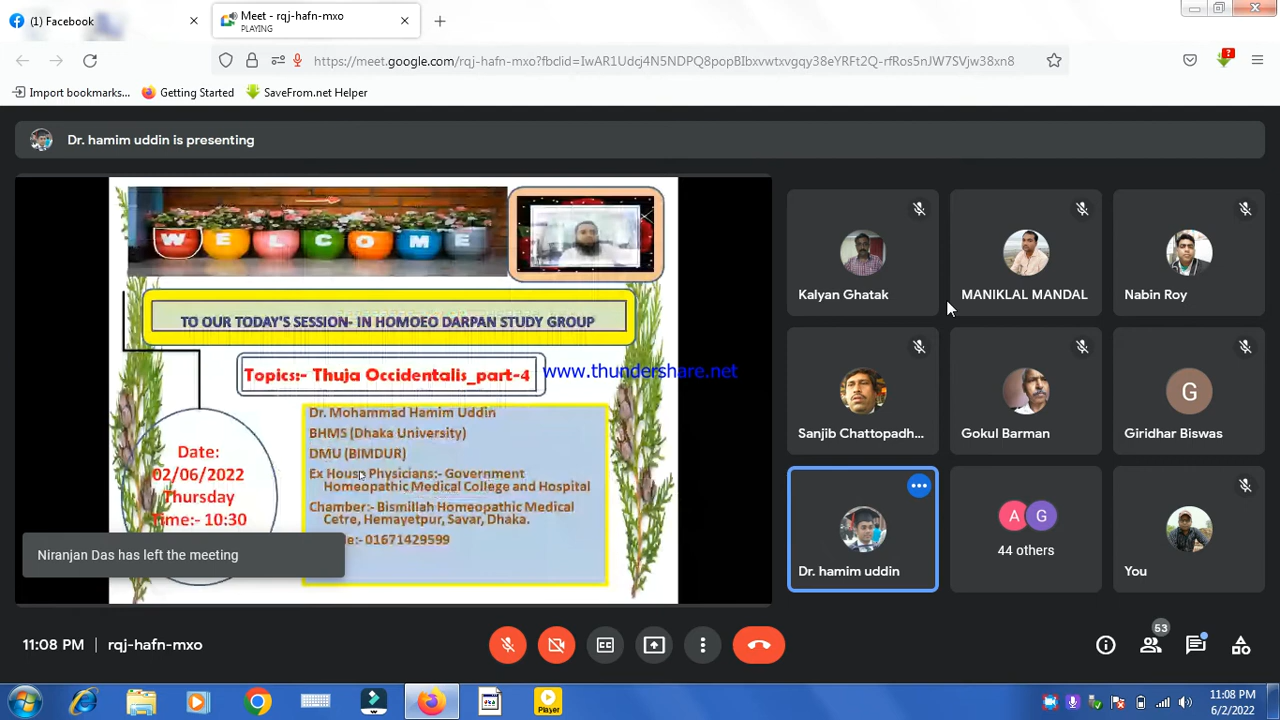 (1) Facebook
Meet - rqj-hafn-mxo
PLAYING
https://meet.google.com/rqj-hafn-mxo?fbclid=IwAR1Udcj4N5NDPQ8popBIbxvwtxvgqy38eYRFt2Q-rfRos5nJW7SVjw38xn8
Import bookmarks...
Getting Started
SaveFrom.net Helper
Dr. hamim uddin is presenting
WELCOME
TO OUR TODAY'S SESSION- IN HOMOEO DARPAN STUDY GROUP
Topics:- Thuja Occidentalis_part-4
www.thundershare.net
Date:
02/06/2022
Thursday
Time:- 10:30
Dr. Mohammad Hamim Uddin
BHMS (Dhaka University)
DMU (BIMDUR)
Ex House Physicians:- Government
Homeopathic Medical College and Hospital
Chamber:- Bismillah Homeopathic Medical
Cetre, Hemayetpur, Savar, Dhaka.
le:- 01671429599
Niranjan Das has left the meeting
Kalyan Ghatak
MANIKLAL MANDAL
Nabin Roy
Sanjib Chattopadh...
Gokul Barman
G
Giridhar Biswas
Dr. hamim uddin
A G
44 others
You
11:08 PM | rqj-hafn-mxo
CC
53
Player
11:08 PM
6/2/2022